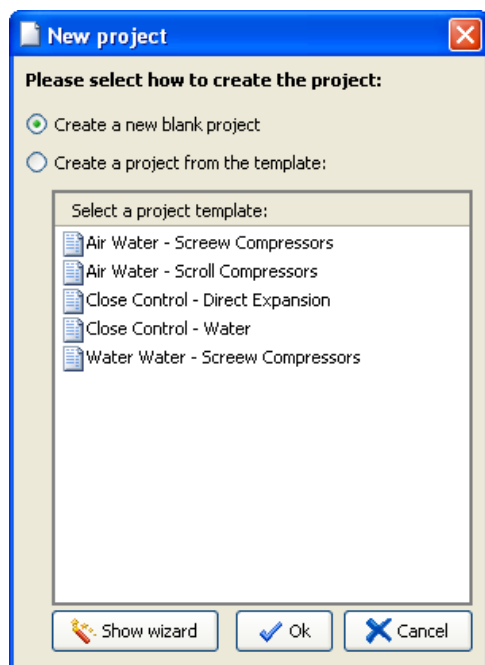 New project
Please select how to create the project:
Create a new blank project
Create a project from the template:
Select a project template:
Air Water - Screew Compressors
Air Water - Scroll Compressors
Close Control - Direct Expansion
Close Control - Water
Water Water - Screew Compressors
Show wizard Ok Cancel